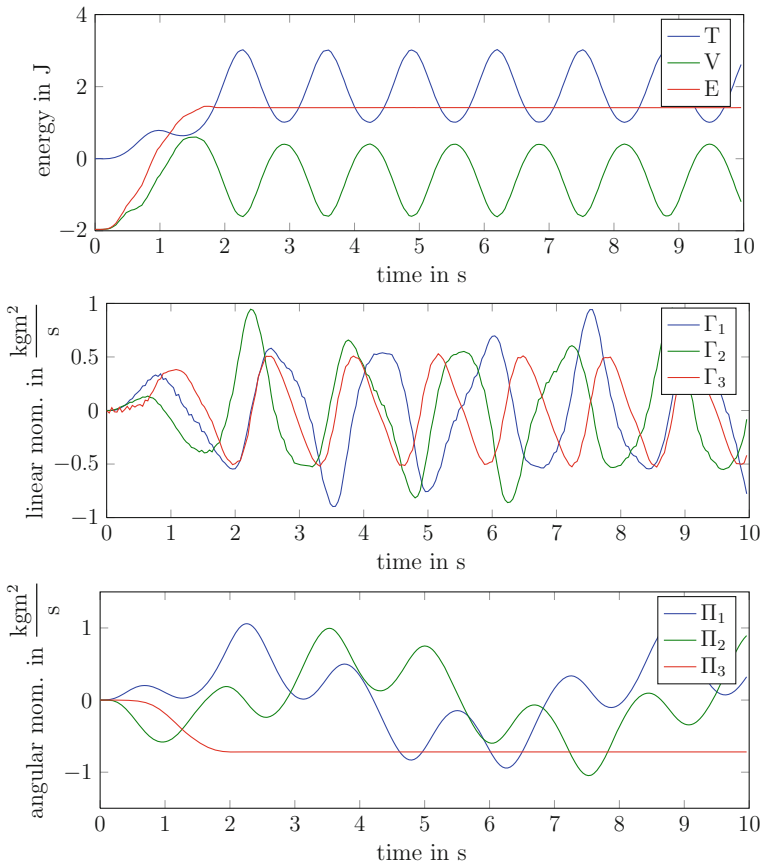 4
2
0
−2
energy in J
T
V
E
0 1 2 3 4 5 6 7 8 9 10
time in s
1
0.5
0
−0.5
−1
linear mom. in kgm²/s
Γ₁
Γ₂
Γ₃
0 1 2 3 4 5 6 7 8 9 10
time in s
1
0
−1
angular mom. in kgm²/s
Π₁
Π₂
Π₃
0 1 2 3 4 5 6 7 8 9 10
time in s